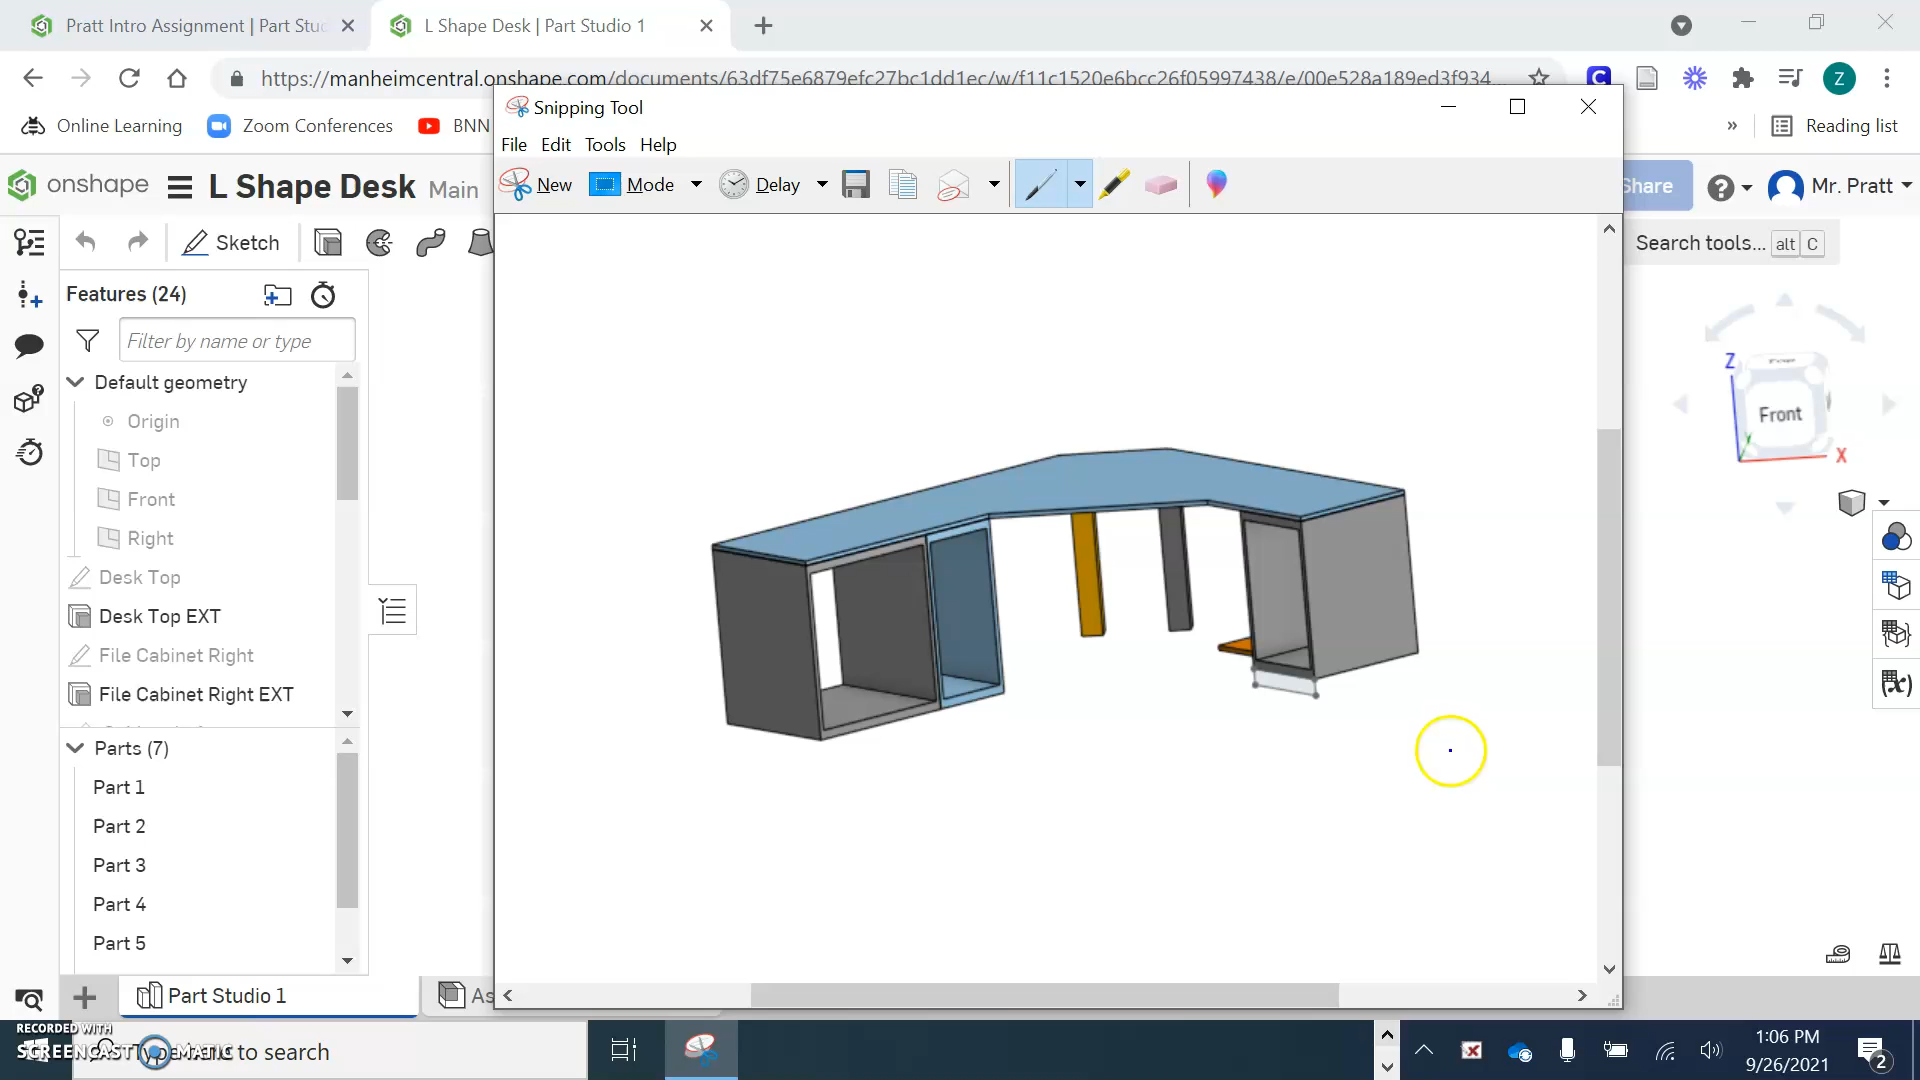 Pratt Intro Assignment | Part Stud
L Shape Desk | Part Studio 1
https://manheimcentral.onshape.com/documents/63df75e6879efc27bc1dd1ec/w/f11c1520e6bcc26f05997438/e/00e528a189ed3f934...
Z
Online Learning
Zoom Conferences
BNN
»
Reading list
Snipping Tool
File Edit Tools Help
New Mode Delay
onshape L Shape Desk Main
Share
Mr. Pratt
Sketch
Search tools... alt C
Features (24)
Filter by name or type
Default geometry
Origin
Top
Front
Right
Desk Top
Desk Top EXT
File Cabinet Right
File Cabinet Right EXT
Parts (7)
Part 1
Part 2
Part 3
Part 4
Part 5
Z
Front
X
Part Studio 1
As
RECORDED WITH
SCREENCAST MATIC
Type here to search
1:06 PM
9/26/2021
2